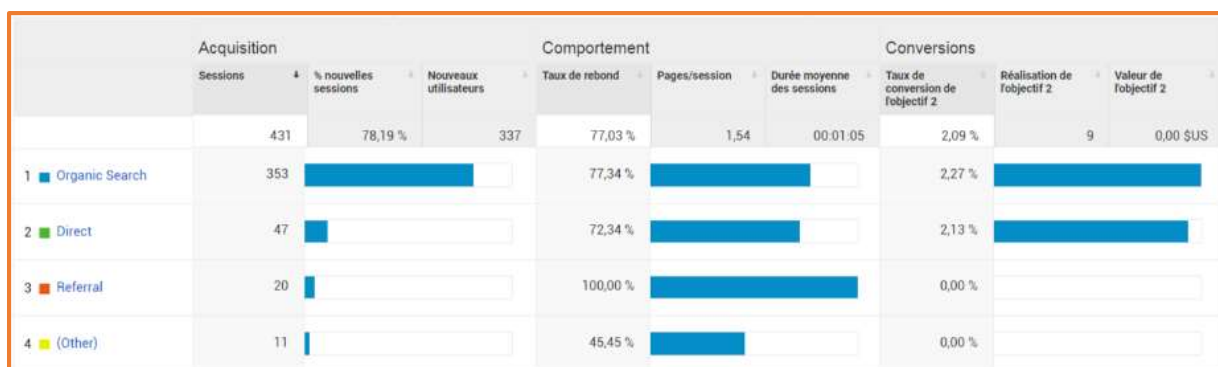 Acquisition Comportement Conversions
Sessions % nouvelles sessions Nouveaux utilisateurs Taux de rebond Pages/session Durée moyenne des sessions Taux de conversion de l'objectif 2 Réalisation de l'objectif 2 Valeur de l'objectif 2
431 78,19 % 337 77,03 % 1,54 00:01:05 2,09 % 9 0,00 $US
1 Organic Search 353 77,34 % 2,27 %
2 Direct 47 72,34 % 2,13 %
3 Referral 20 100,00 % 0,00 %
4 (Other) 11 45,45 % 0,00 %